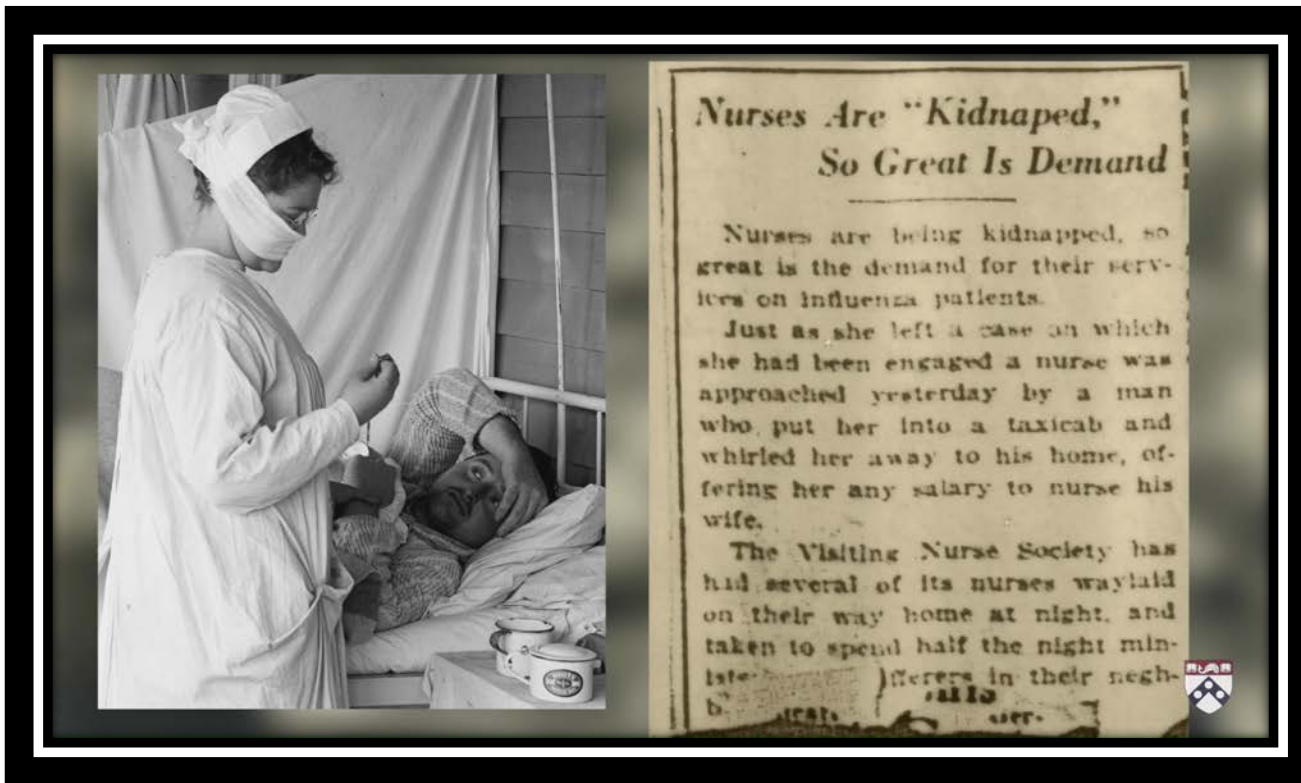 Nurses Are "Kidnaped,"
So Great Is Demand
Nurses are being kidnapped, so
great is the demand for their serv-
ices on influenza patients.
Just as she left a case on which
she had been engaged a nurse was
approached yesterday by a man
who put her into a taxicab and
whirled her away to his home, of-
fering her any salary to nurse his
wife.
The Visiting Nurse Society has
had several of its nurses waylaid
on their way home at night, and
taken to spend half the night min-
in their negh-